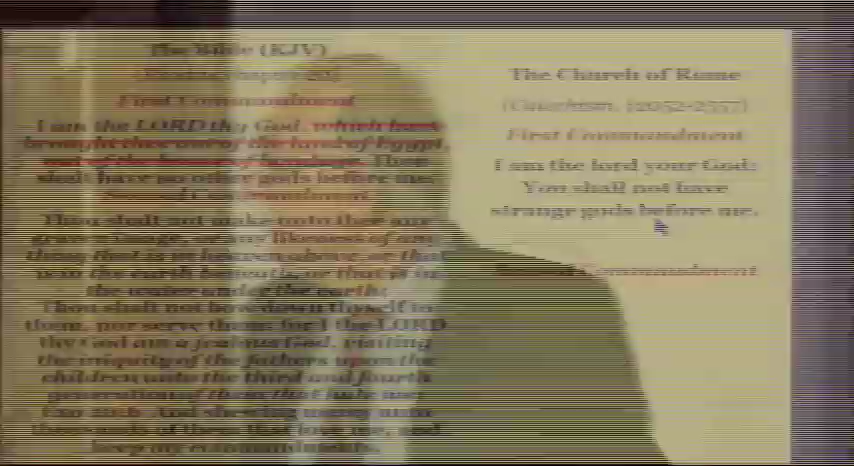 The Bible (KJV)
(Exodus Chapter 20)
First Commandment
I am the LORD thy God, which have
brought thee out of the land of Egypt,
out of the house of bondage. Thou
shalt have no other gods before me.
Second Commandment
Thou shalt not make unto thee any
graven image, or any likeness of any
thing that is in heaven above, or that
is in the earth beneath, or that is in
the water under the earth:
Thou shalt not bow down thyself to
them, nor serve them: for I the LORD
thy God am a jealous God, visiting
the iniquity of the fathers upon the
children unto the third and fourth
generation of them that hate me;
And shewing mercy unto
thousands of them that love me, and
keep my commandments.
The Church of Rome
(Catechism, [2052-2557])
First Commandment
I am the lord your God:
You shall not have
strange gods before me.
Second Commandment